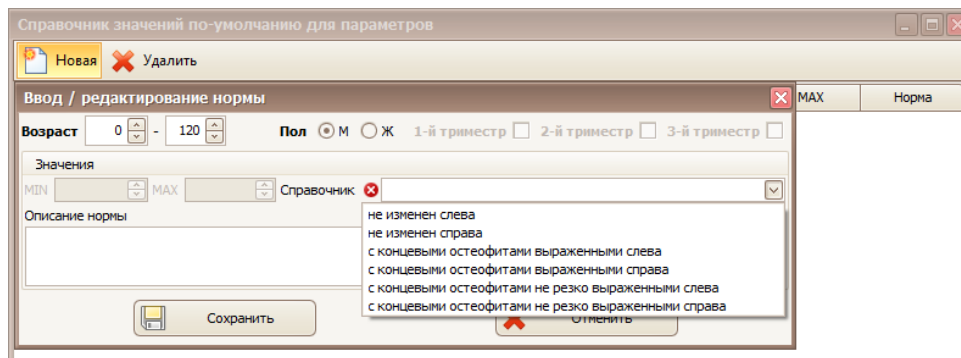 Справочник значений по-умолчанию для параметров
Новая Удалить
Ввод / редактирование нормы MAX Норма
Возраст 0 - 120 Пол М Ж 1-й триместр 2-й триместр 3-й триместр
Значения
MIN MAX Справочник
Описание нормы
не изменен слева
не изменен справа
с концевыми остеофитами выраженными слева
с концевыми остеофитами выраженными справа
с концевыми остеофитами не резко выраженными слева
с концевыми остеофитами не резко выраженными справа
Сохранить Отменить